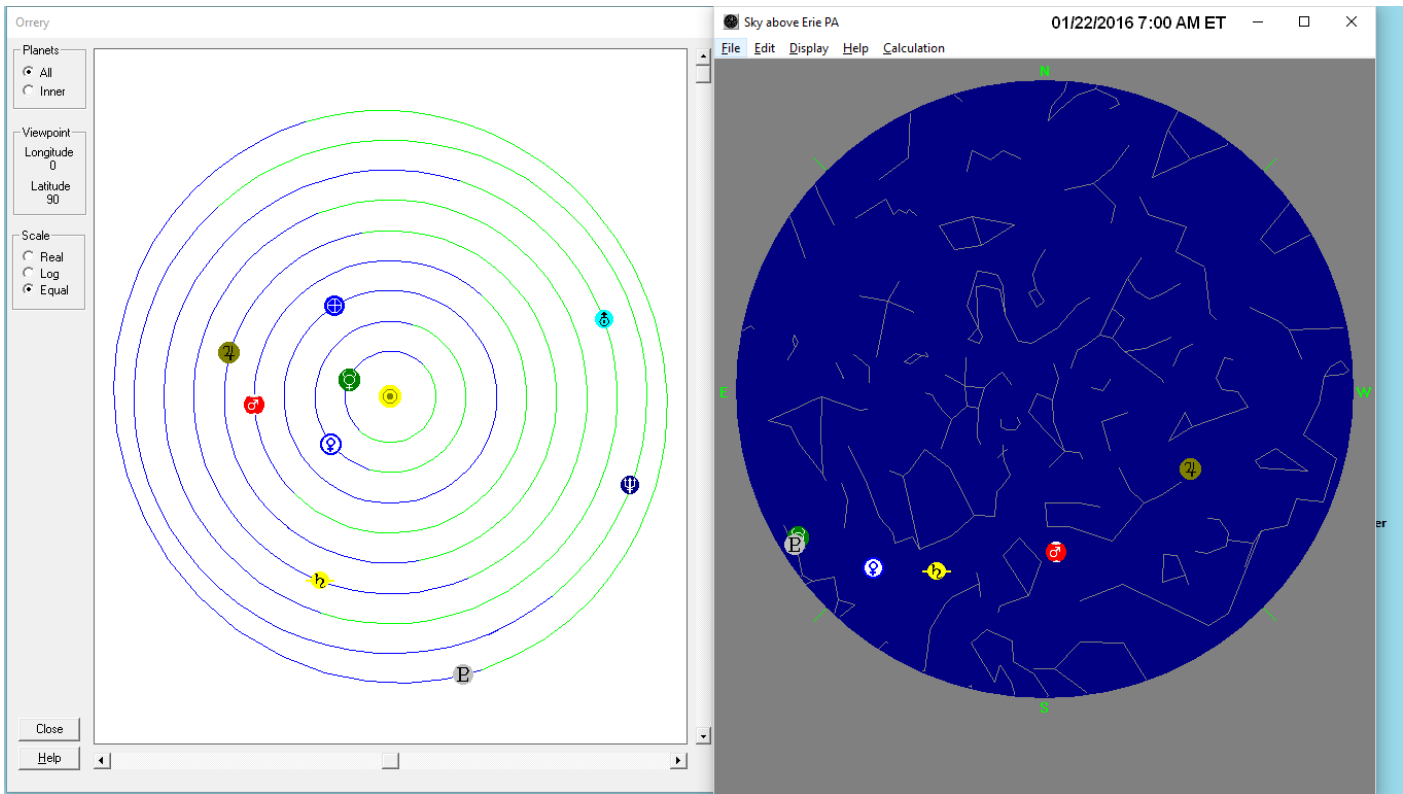 Orrery
Planets
All
Inner
Viewpoint
Longitude
0
Latitude
90
Scale
Real
Log
Equal
Close
Help
Sky above Erie PA 01/22/2016 7:00 AM ET
File Edit Display Help Calculation
N
E
W
S
er